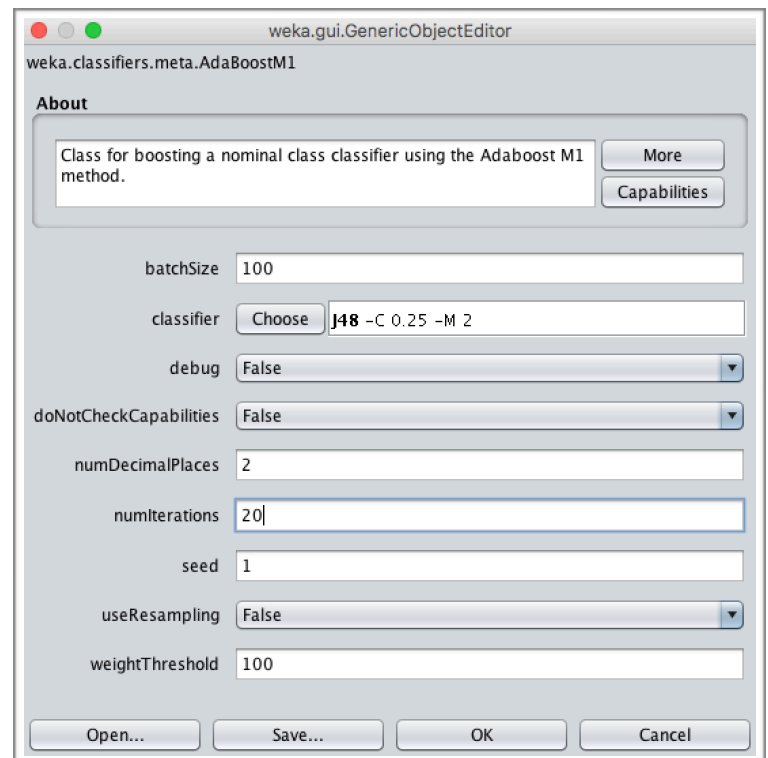 weka.gui.GenericObjectEditor
weka.classifiers.meta.AdaBoostM1
About
Class for boosting a nominal class classifier using the Adaboost M1
method.
More
Capabilities
batchSize 100
classifier Choose J48 -C 0.25 -M 2
debug False
doNotCheckCapabilities False
numDecimalPlaces 2
numIterations 20
seed 1
useResampling False
weightThreshold 100
Open... Save... OK Cancel